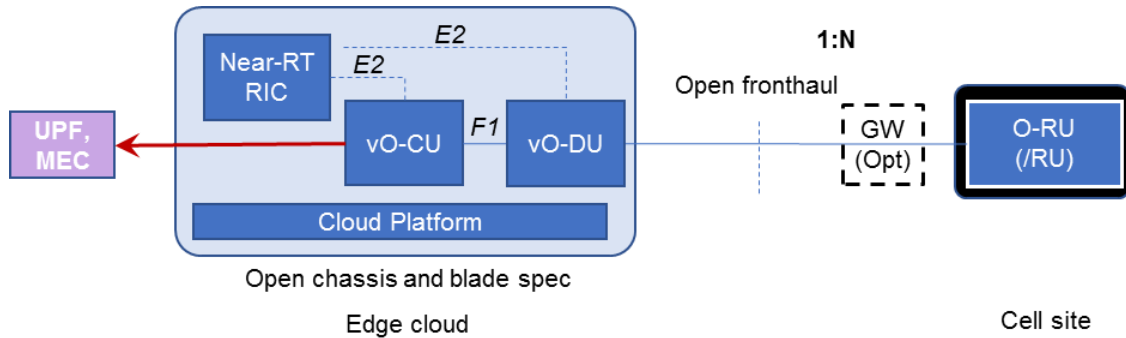 E2
1:N
Near-RT
RIC
E2
Open fronthaul
UPF,
MEC
vO-CU
F1
vO-DU
GW
(Opt)
O-RU
(/RU)
Cloud Platform
Open chassis and blade spec
Edge cloud
Cell site